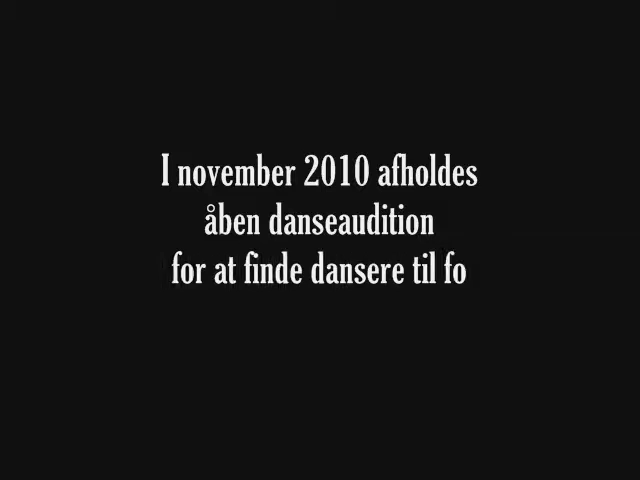 I november 2010 afholdes
åben danseaudition
for at finde dansere til fo